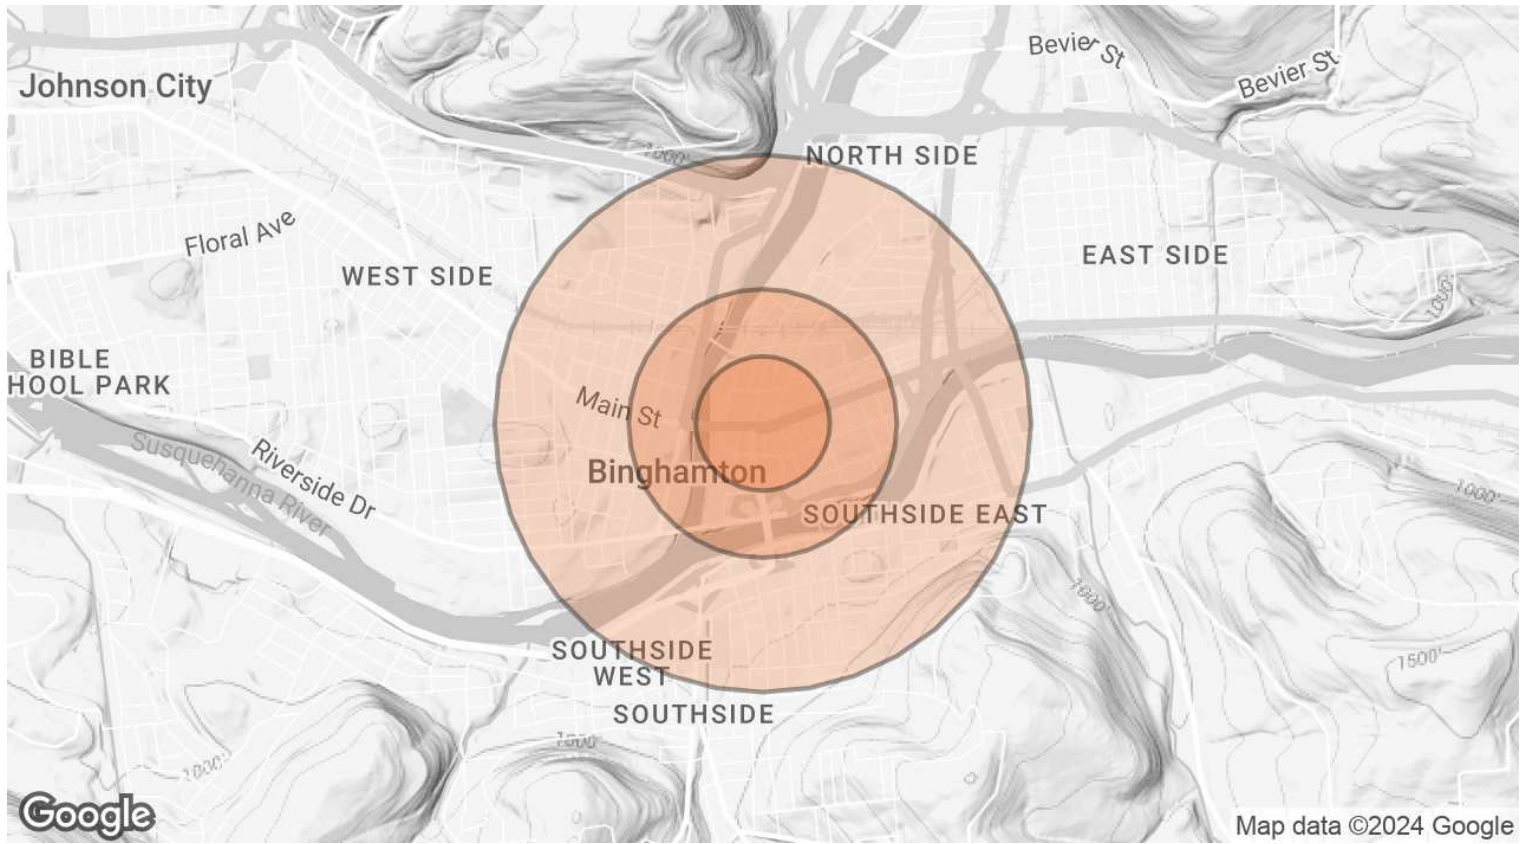 Bevier St
Bevier St
Johnson City
1000'
NORTH SIDE
Floral Ave
EAST SIDE
WEST SIDE
1000'
BIBLE
HOOL PARK
Main St
Susquehanna River
Riverside Dr
Binghamton
1000'
SOUTHSIDE EAST
1000'
SOUTHSIDE
WEST
1500'
SOUTHSIDE
1000'
1000'
Google
Map data ©2024 Google